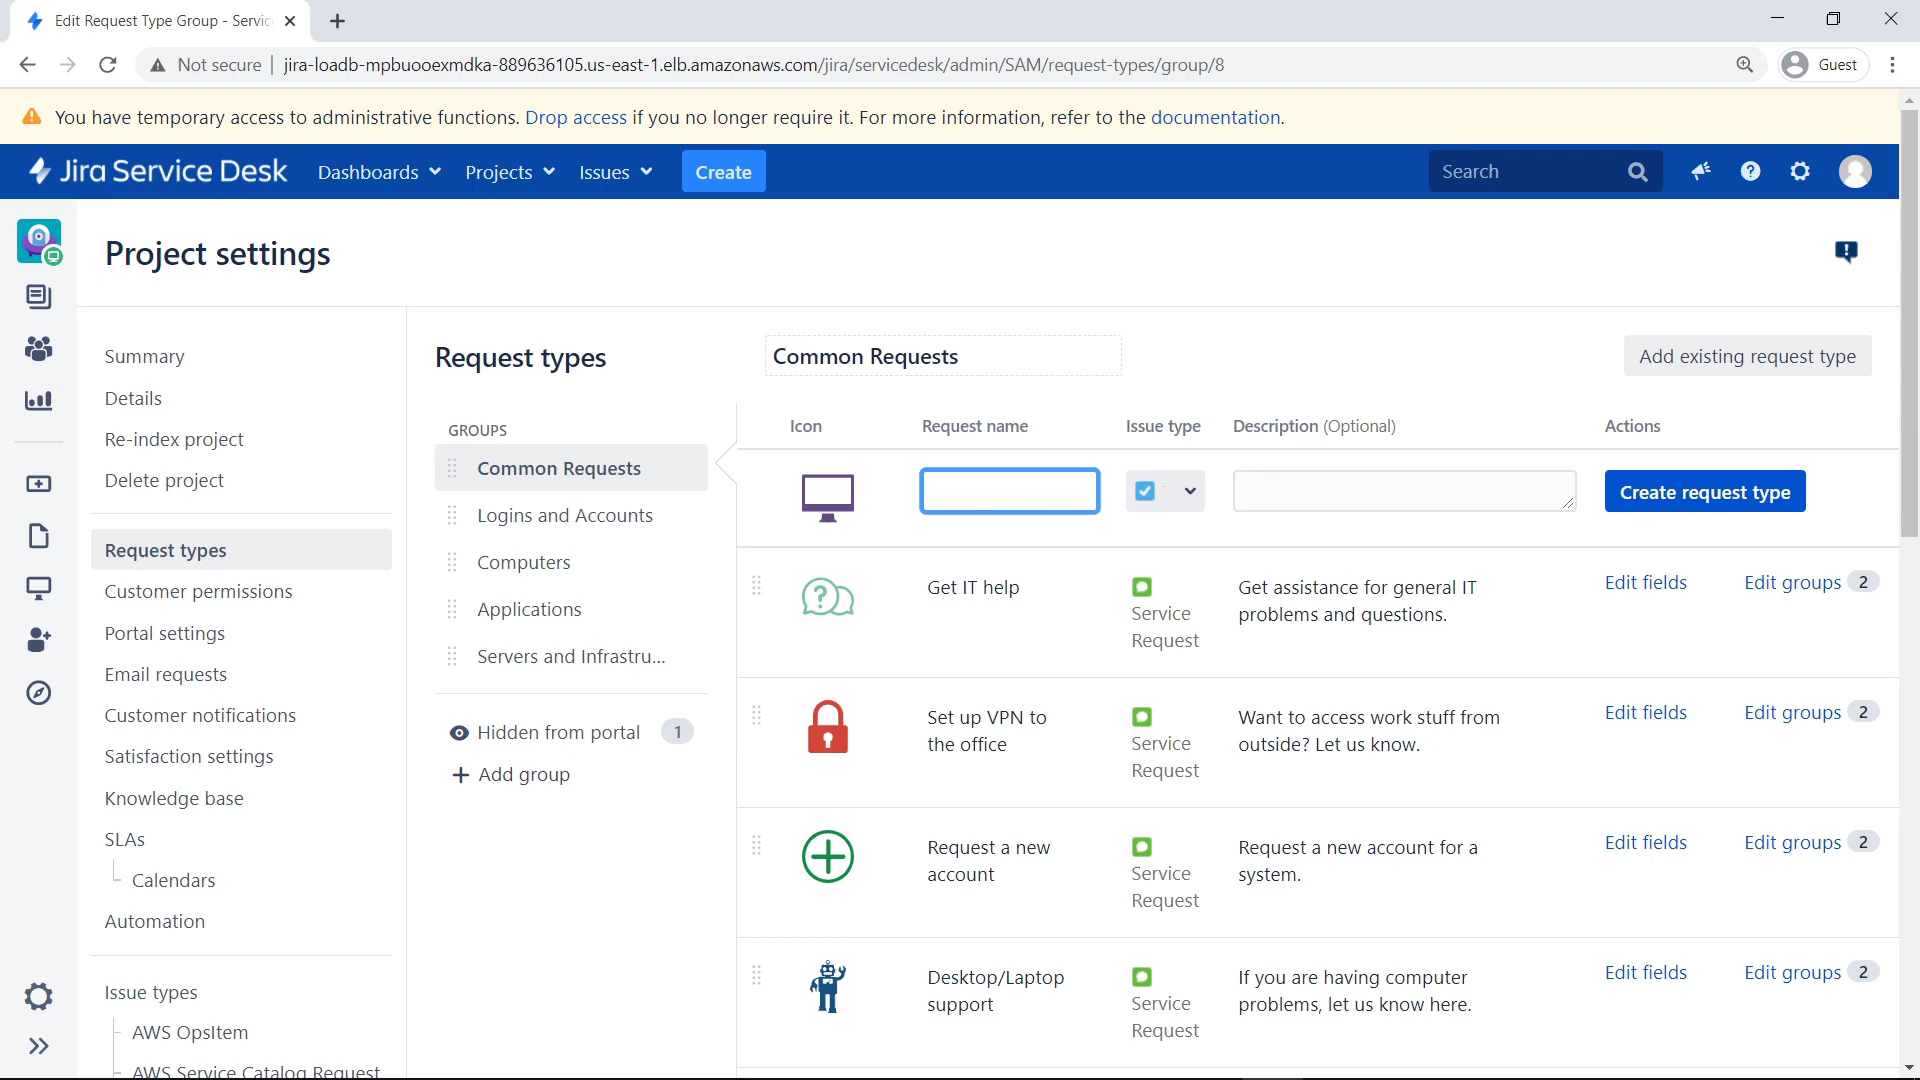 Edit Request Type Group - Servic
Not secure | jira-loadb-mpbuooexmdka-889636105.us-east-1.elb.amazonaws.com/jira/servicedesk/admin/SAM/request-types/group/8
Guest
You have temporary access to administrative functions. Drop access if you no longer require it. For more information, refer to the documentation.
Jira Service Desk
Dashboards
Projects
Issues
Create
Search
Project settings
Summary
Details
Re-index project
Delete project
Request types
Customer permissions
Portal settings
Email requests
Customer notifications
Satisfaction settings
Knowledge base
SLAs
Calendars
Automation
Issue types
AWS OpsItem
AWS Service Catalog Request
Request types
GROUPS
Common Requests
Logins and Accounts
Computers
Applications
Servers and Infrastru...
Hidden from portal 1
+ Add group
Common Requests
Add existing request type
Icon
Request name
Issue type
Description (Optional)
Actions
Create request type
Get IT help
Service
Request
Get assistance for general IT
problems and questions.
Edit fields
Edit groups 2
Set up VPN to
the office
Service
Request
Want to access work stuff from
outside? Let us know.
Edit fields
Edit groups 2
Request a new
account
Service
Request
Request a new account for a
system.
Edit fields
Edit groups 2
Desktop/Laptop
support
Service
Request
If you are having computer
problems, let us know here.
Edit fields
Edit groups 2